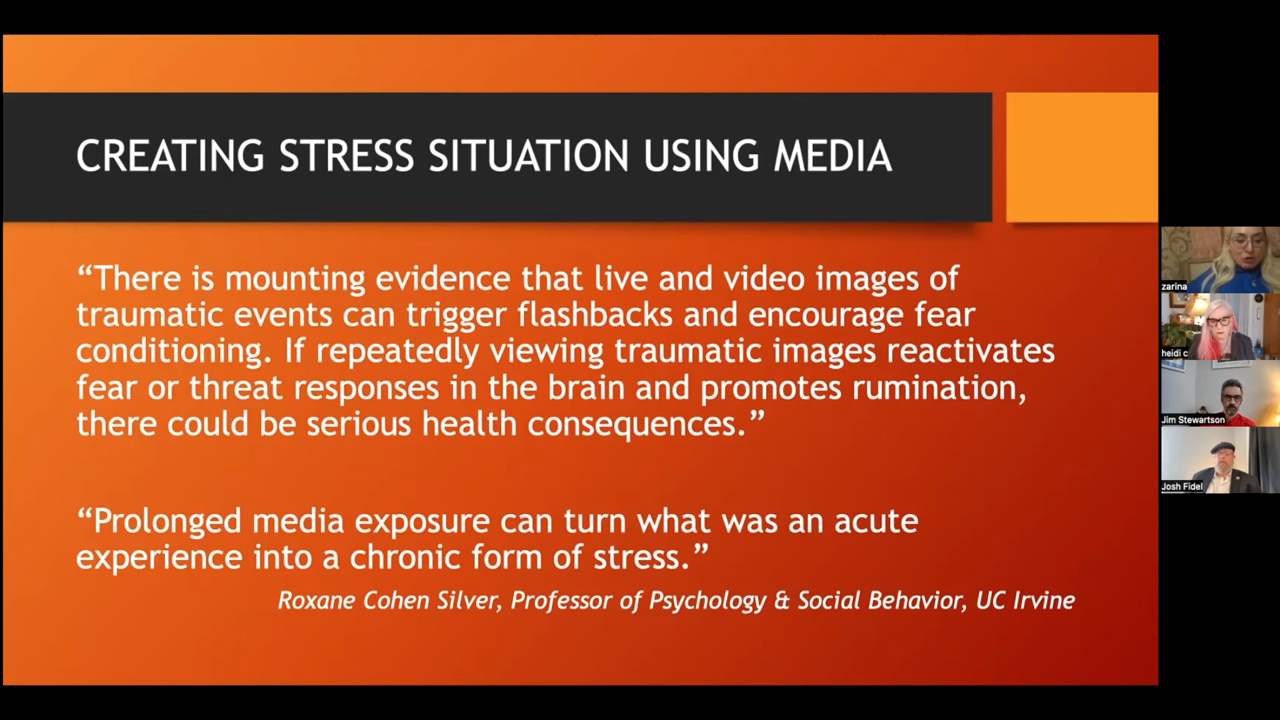 CREATING STRESS SITUATION USING MEDIA
“There is mounting evidence that live and video images of
traumatic events can trigger flashbacks and encourage fear
conditioning. If repeatedly viewing traumatic images reactivates
fear or threat responses in the brain and promotes rumination,
there could be serious health consequences.”
“Prolonged media exposure can turn what was an acute
experience into a chronic form of stress.”
Roxane Cohen Silver, Professor of Psychology & Social Behavior, UC Irvine
zarina
heidi c
Jim Stewartson
Josh Fidel